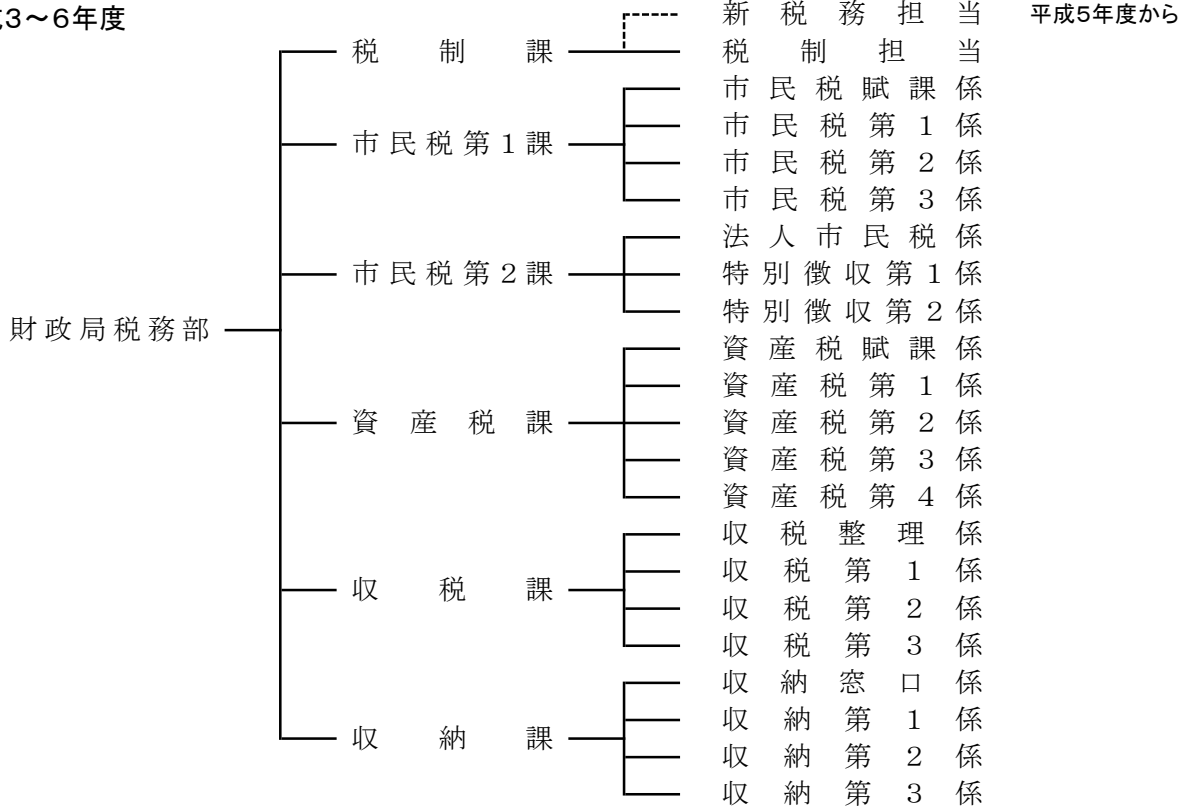 3～6年度
新税務担当 平成5年度から
税制課 税制担当
市民税賦課係
市民税第1係
市民税第1課
市民税第2係
市民税第3係
法人市民税係
市民税第2課 特別徴収第1係
特別徴収第2係
財政局税務部
資産税賦課係
資産税第1係
資産税課 資産税第2係
資産税第3係
資産税第4係
収税整理係
収税第1係
収税課
収税第2係
収税第3係
収納窓口係
収納第1係
収納課
収納第2係
収納第3係